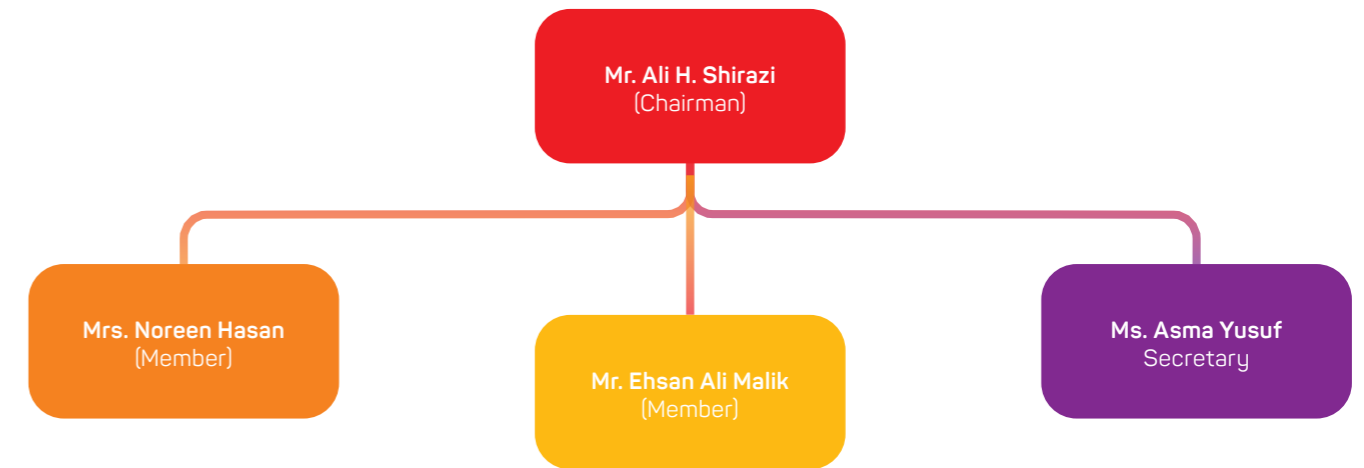 Mr. Ali H. Shirazi
(Chairman)
Mrs. Noreen Hasan
(Member)
Mr. Ehsan Ali Malik
(Member)
Ms. Asma Yusuf
Secretary